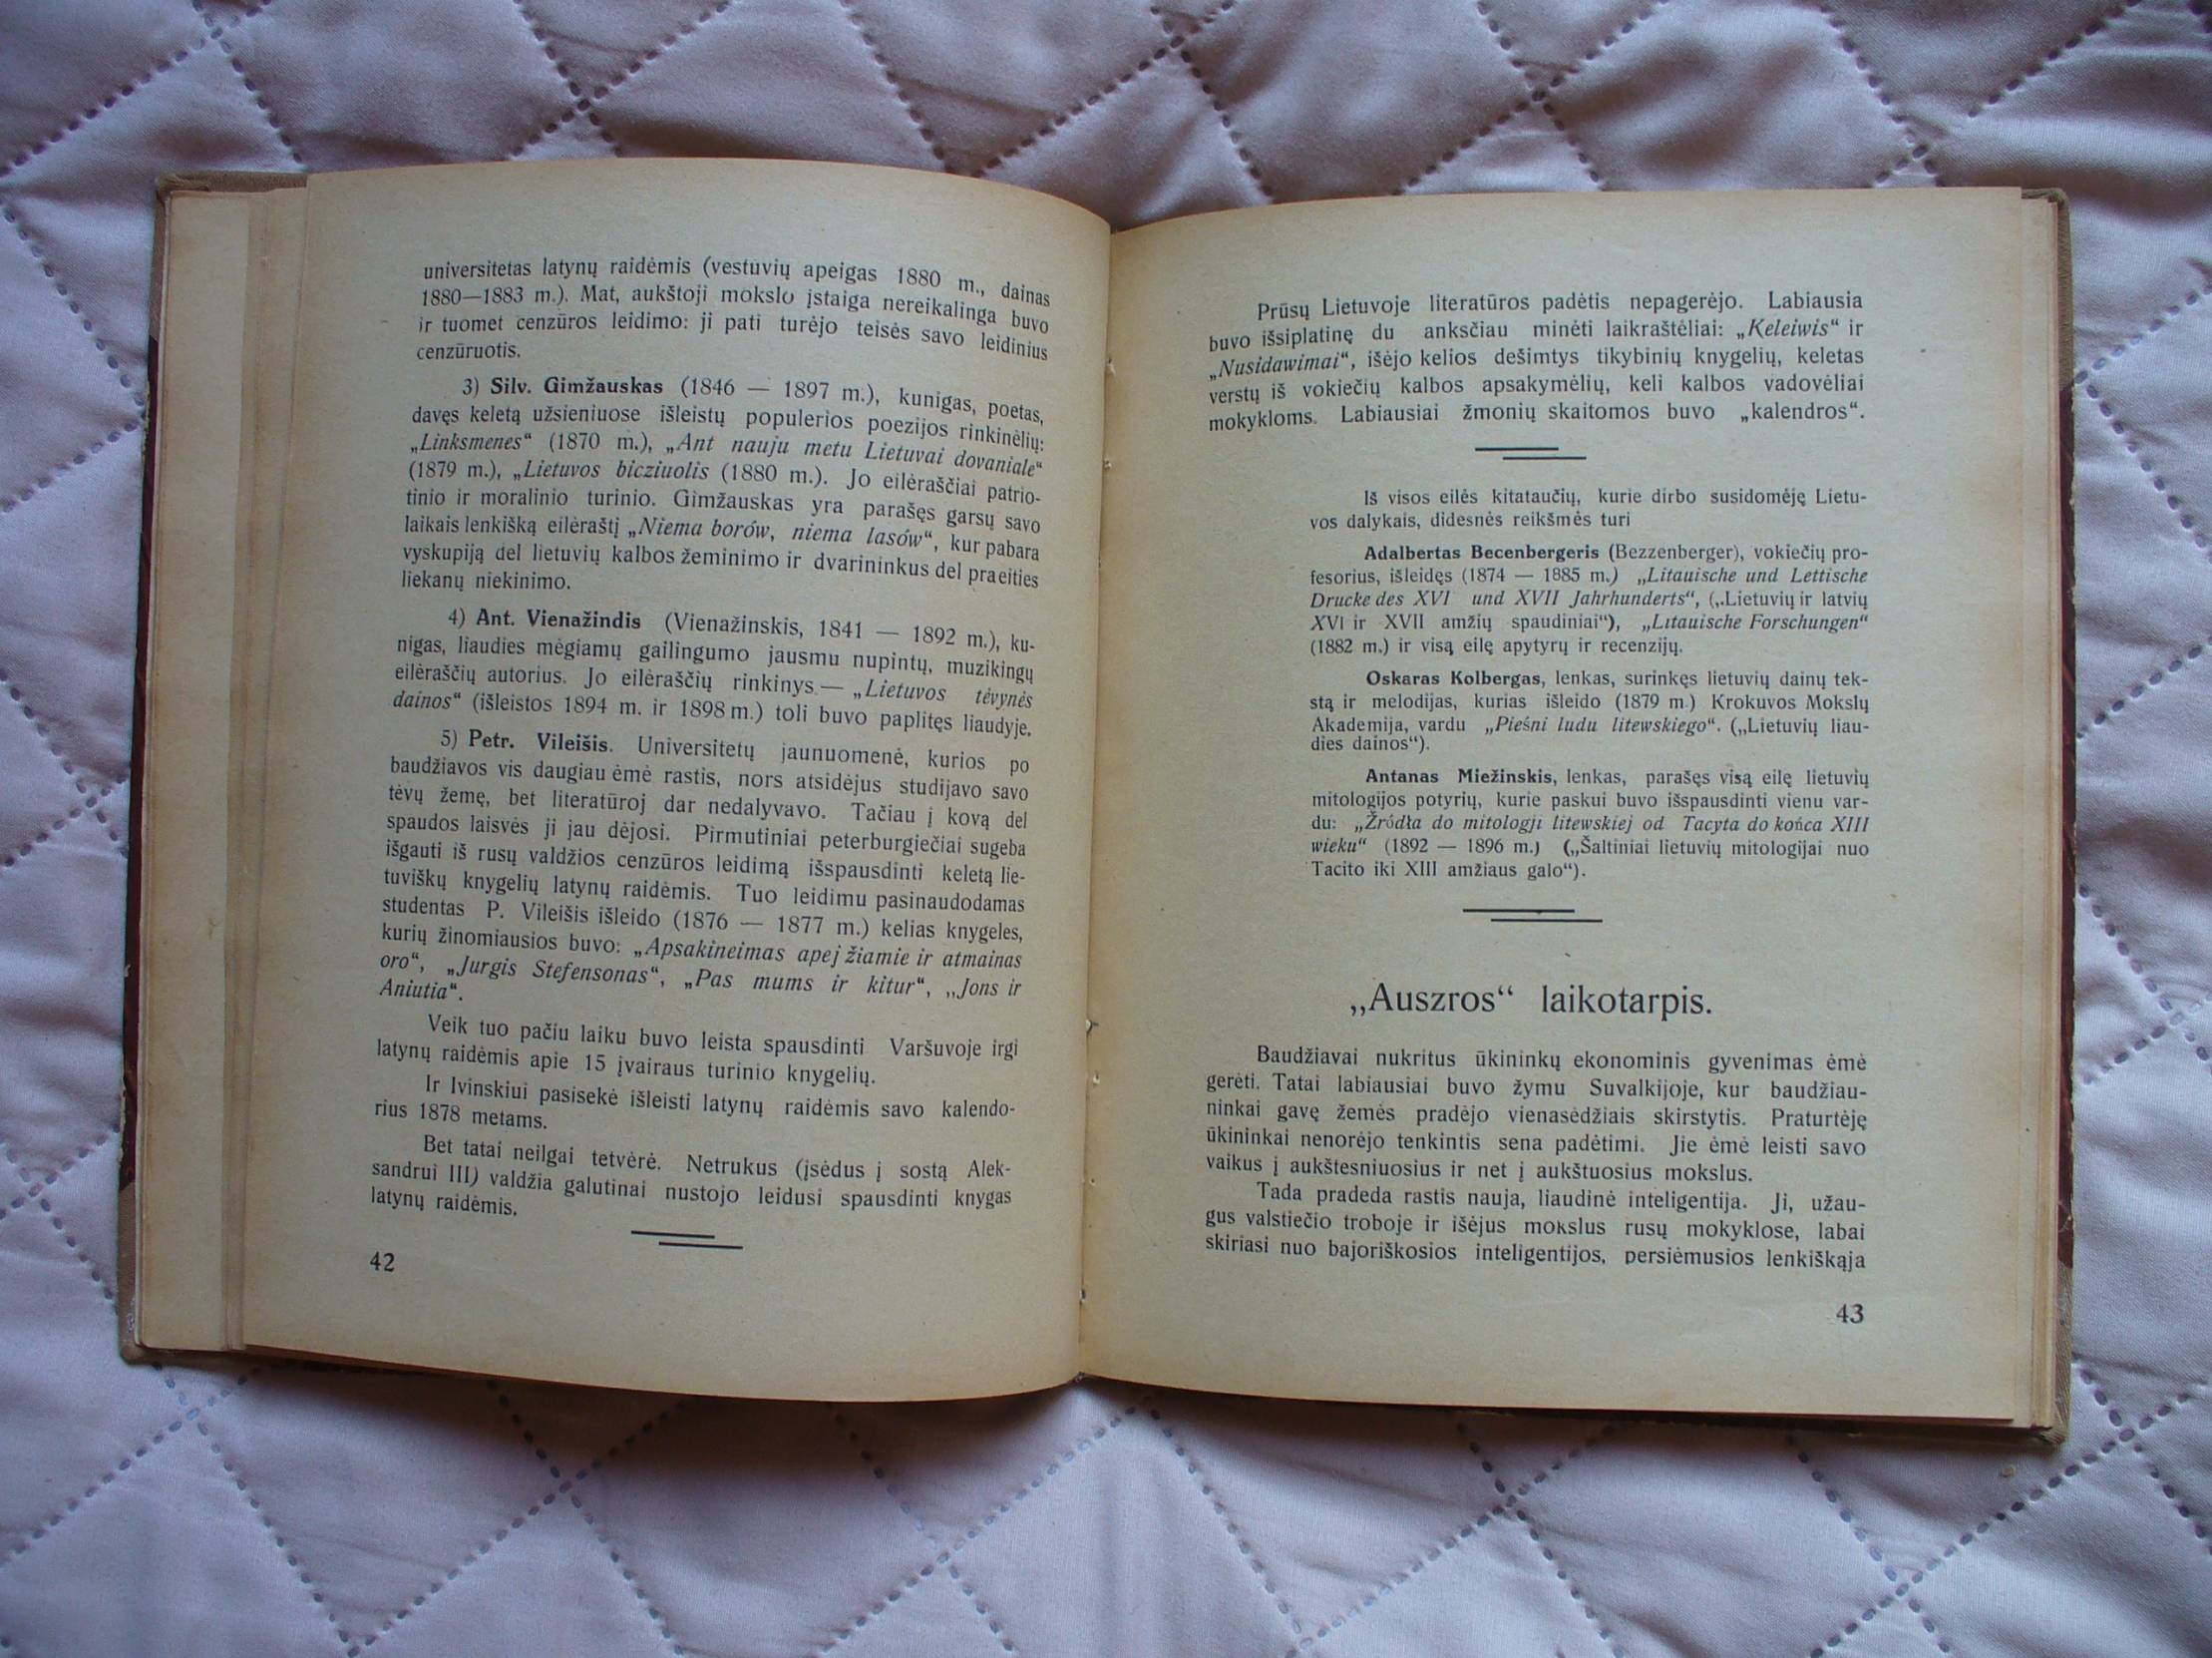 universitetas latynų raidėmis (vestuvių apeigas 1880 m., dainas
1880—1883 m.). Mat, aukštoji mokslo įstaiga nereikalinga buvo
ir tuomet cenzūros leidimo: ji pati turėjo teisės savo leidinius
cenzūruotis.
3) Silv. Gimžauskas (1846 — 1897 m.), kunigas, poetas,
davęs keletą užsieniuose išleistų populerios poezijos rinkinėlių:
„Linksmenes“ (1870 m.), „Ant nauju metu Lietuvai dovaniale“
(1879 m.), „Lietuvos bicziuolis (1880 m.). Jo eilėraščiai patrio-
tinio ir moralinio turinio. Gimžauskas yra parašęs garsų savo
laikais lenkišką eilėraštį „Niema borów, niema lasów“, kur pabara
vyskupiją del lietuvių kalbos žeminimo ir dvarininkus del praeities
liekanų niekinimo.
4) Ant. Vienažindis (Vienažinskis, 1841 — 1892 m.), ku-
nigas, liaudies mėgiamų gailingumo jausmu nupintų, muzikingų
eilėraščių autorius. Jo eilėraščių rinkinys — „Lietuvos tėvynės
dainos“ (išleistos 1894 m. ir 1898 m.) toli buvo paplitęs liaudyje.
5) Petr. Vileišis. Universitetų jaunuomenė, kurios po
baudžiavos vis daugiau ėmė rastis, nors atsidėjus studijavo savo
tėvų žemę, bet literatūroj dar nedalyvavo. Tačiau į kovą del
spaudos laisvės ji jau dėjosi. Pirmutiniai peterburgiečiai sugeba
išgauti iš rusų valdžios cenzūros leidimą išspausdinti keletą lie-
tuviškų knygelių latynų raidėmis. Tuo leidimu pasinaudodamas
studentas P. Vileišis išleido (1876 — 1877 m.) kelias knygeles,
kurių žinomiausios buvo: „Apsakineimas apej žiamie ir atmainas
oro“, „Jurgis Stefensonas“, „Pas mums ir kitur“, „Jons ir
Aniutia“.
Veik tuo pačiu laiku buvo leista spausdinti Varšuvoje irgi
latynų raidėmis apie 15 įvairaus turinio knygelių.
Ir Ivinskiui pasisekė išleisti latynų raidėmis savo kalendo-
rius 1878 metams.
Bet tatai neilgai tetvėrė. Netrukus (įsėdus į sostą Alek-
sandrui III) valdžia galutinai nustojo leidusi spausdinti knygas
latynų raidėmis.
42
Prūsų Lietuvoje literatūros padėtis nepagerėjo. Labiausia
buvo išsiplatinę du anksčiau minėti laikraštėliai: „Keleiwis“ ir
„Nusidawimai“, išėjo kelios dešimtys tikybinių knygelių, keletas
verstų iš vokiečių kalbos apsakymėlių, keli kalbos vadovėliai
mokykloms. Labiausiai žmonių skaitomos buvo „kalendros“.
Iš visos eilės kitataučių, kurie dirbo susidomėję Lietu-
vos dalykais, didesnės reikšmės turi
Adalbertas Becenbergeris (Bezzenberger), vokiečių pro-
fesorius, išleidęs (1874 — 1885 m.) „Litauische und Lettische
Drucke des XVI und XVII Jahrhunderts“, („Lietuvių ir latvių
XVI ir XVII amžių spaudiniai“), „Litauische Forschungen“
(1882 m.) ir visą eilę apytyrų ir recenzijų.
Oskaras Kolbergas, lenkas, surinkęs lietuvių dainų tek-
stą ir melodijas, kurias išleido (1879 m.) Krokuvos Mokslų
Akademija, vardu „Pieśni ludu litewskiego“. („Lietuvių liau-
dies dainos“).
Antanas Miežinskis, lenkas, parašęs visą eilę lietuvių
mitologijos potyrių, kurie paskui buvo išspausdinti vienu var-
du: „Źródła do mitologji litewskiej od Tacyta do końca XIII
wieku“ (1892 — 1896 m.) („Šaltiniai lietuvių mitologijai nuo
Tacito iki XIII amžiaus galo“).
„Auszros“ laikotarpis.
Baudžiavai nukritus ūkininkų ekonominis gyvenimas ėmė
gerėti. Tatai labiausiai buvo žymu Suvalkijoje, kur baudžiau-
ninkai gavę žemės pradėjo vienasėdžiais skirstytis. Praturtėję
ūkininkai nenorėjo tenkintis sena padėtimi. Jie ėmė leisti savo
vaikus į aukštesniuosius ir net į aukštuosius mokslus.
Tada pradeda rastis nauja, liaudinė inteligentija. Ji, užau-
gus valstiečio troboje ir išėjus mokslus rusų mokyklose, labai
skiriasi nuo bajoriškosios inteligentijos, persiėmusios lenkiškąja
43